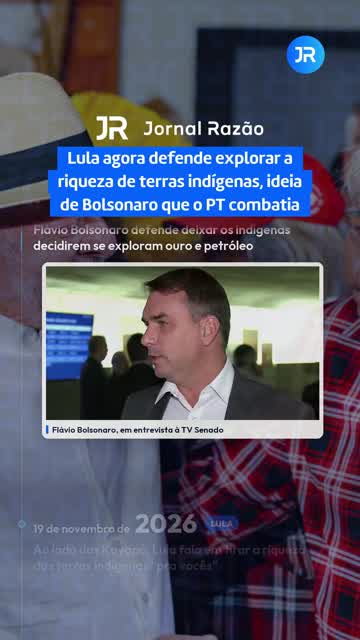 JR
JR Jornal Razão
Lula agora defende explorar a
riqueza de terras indígenas, ideia
de Bolsonaro que o PT combatia
Flávio Bolsonaro defende deixar os indígenas
decidirem se exploram ouro e petróleo
Flávio Bolsonaro, em entrevista à TV Senado
19 de novembro de 2026 LULA
Ao lado dos Kayapó, Lula fala em tirar a riqueza
das terras indígenas "pra vocês"